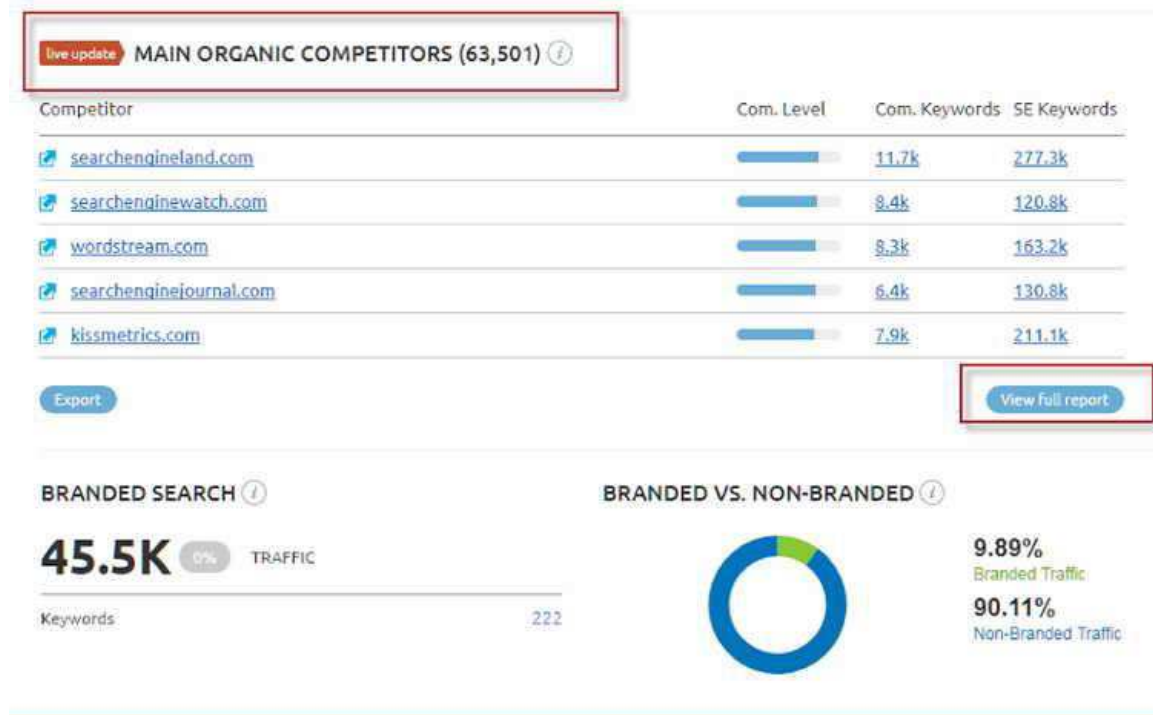 live update MAIN ORGANIC COMPETITORS (63,501) i
Competitor Com. Level Com. Keywords SE Keywords
searchengineland.com 11.7k 277.3k
searchenginewatch.com 8.4k 120.8k
wordstream.com 8.3k 163.2k
searchenginejournal.com 6.4k 130.8k
kissmetrics.com 7.9k 211.1k
Export View full report
BRANDED SEARCH i BRANDED VS. NON-BRANDED i
45.5K 0% TRAFFIC
Keywords 222
9.89%
Branded Traffic
90.11%
Non-Branded Traffic